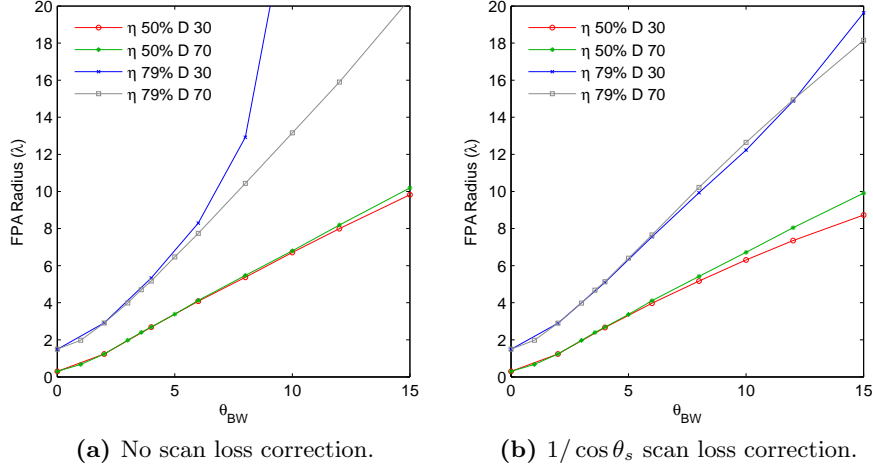 20
18
16
14
12
10
8
6
4
2
0
FPA Radius (λ)
η 50% D 30
η 50% D 70
η 79% D 30
η 79% D 70
0 5 10 15
θBW
(a) No scan loss correction.
20
18
16
14
12
10
8
6
4
2
0
FPA Radius (λ)
η 50% D 30
η 50% D 70
η 79% D 30
η 79% D 70
0 5 10 15
θBW
(b) 1/ cos θs scan loss correction.